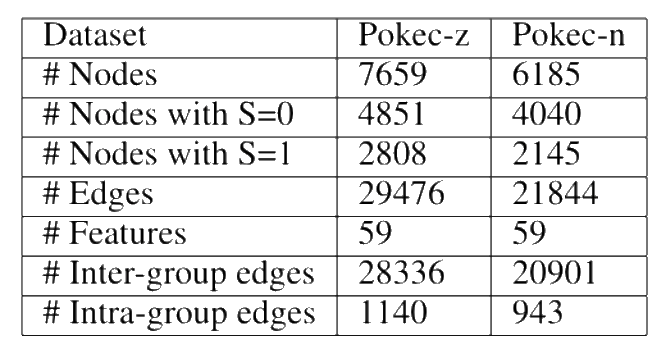 Dataset Pokec-z Pokec-n
# Nodes 7659 6185
# Nodes with S=0 4851 4040
# Nodes with S=1 2808 2145
# Edges 29476 21844
# Features 59 59
# Inter-group edges 28336 20901
# Intra-group edges 1140 943